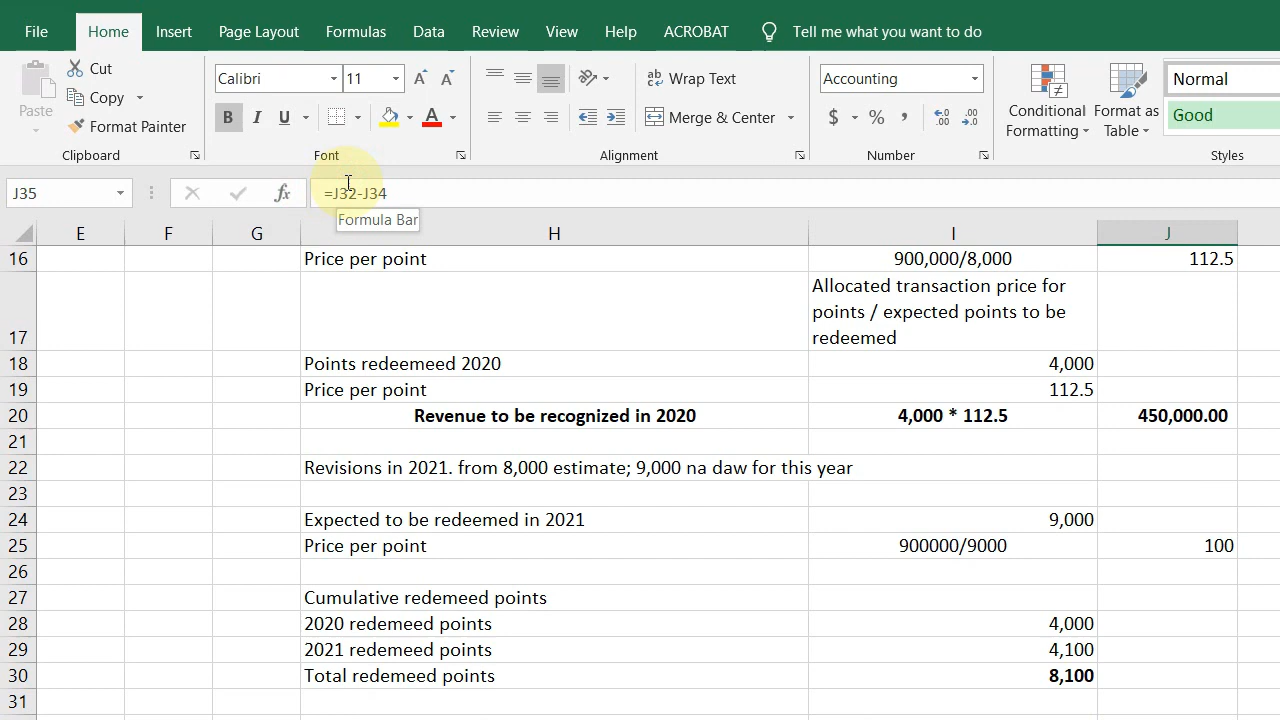 File Home Insert Page Layout Formulas Data Review View Help ACROBAT Tell me what you want to do
Paste Cut Copy Format Painter
Clipboard
Calibri 11 A A
B I U A
Font
ab Wrap Text
Merge & Center
Alignment
Accounting
$ % ,
Number
Conditional Formatting
Format as Table
Normal
Good
Styles
J35 fx =J32-J34
Formula Bar
E F G H I J
16 Price per point 900,000/8,000 112.5
17 Allocated transaction price for
points / expected points to be
redeemed
18 Points redeemeed 2020 4,000
19 Price per point 112.5
20 Revenue to be recognized in 2020 4,000 * 112.5 450,000.00
21
22 Revisions in 2021. from 8,000 estimate; 9,000 na daw for this year
23
24 Expected to be redeemed in 2021 9,000
25 Price per point 900000/9000 100
26
27 Cumulative redemeed points
28 2020 redemeed points 4,000
29 2021 redemeed points 4,100
30 Total redemeed points 8,100
31